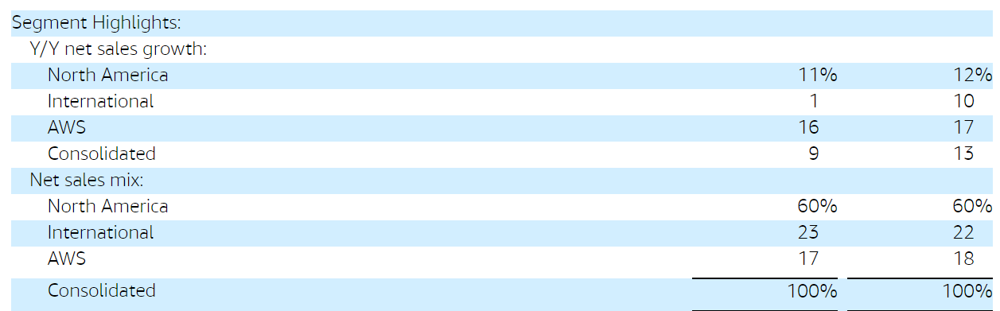 Segment Highlights:
Y/Y net sales growth:
North America 11% 12%
International 1 10
AWS 16 17
Consolidated 9 13
Net sales mix:
North America 60% 60%
International 23 22
AWS 17 18
Consolidated 100% 100%